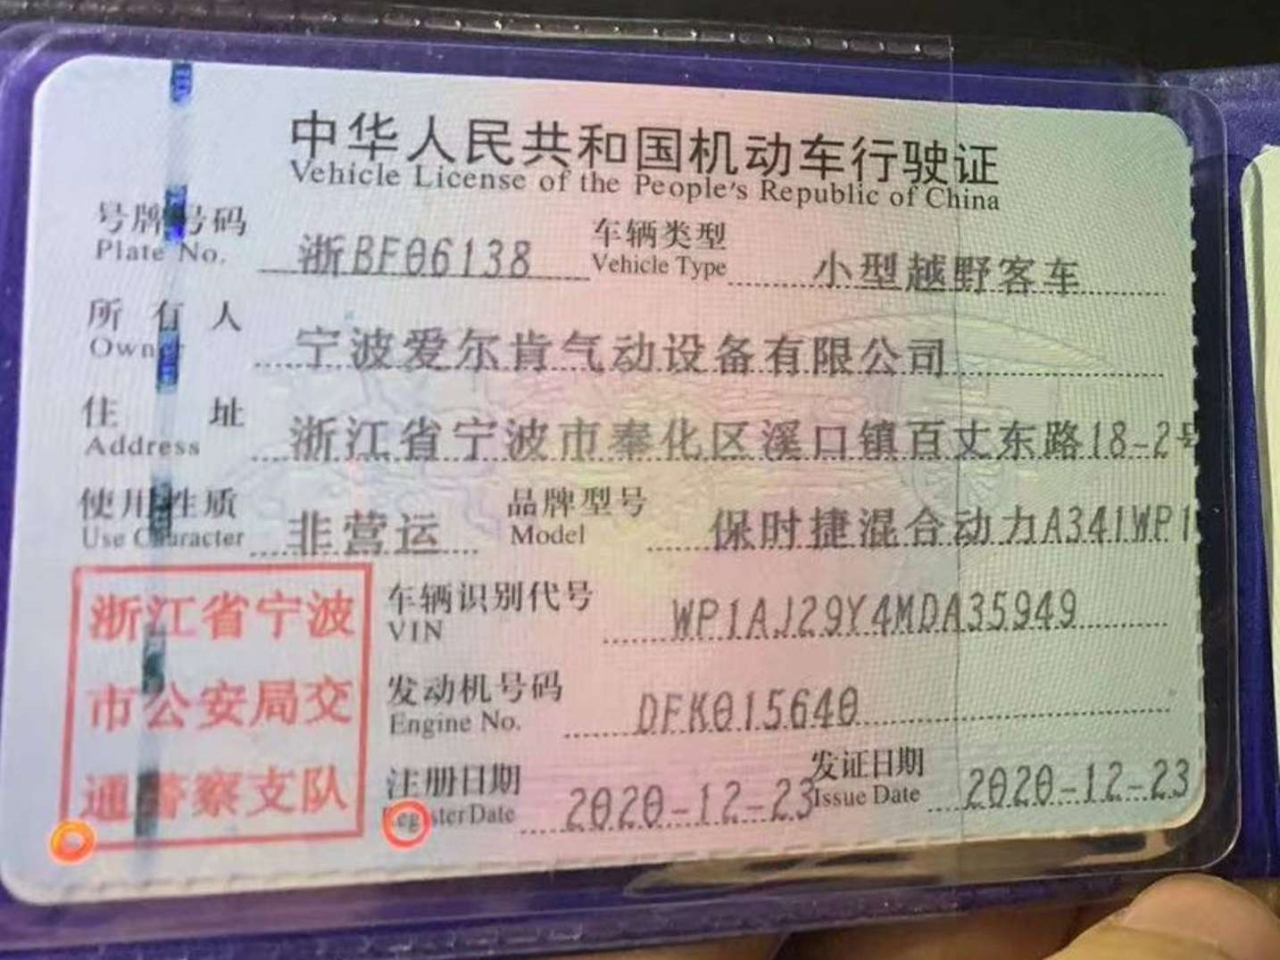 中华人民共和国机动车行驶证
Vehicle License of the People's Republic of China
号牌号码 浙BF06138 车辆类型 小型越野客车
Plate No. Vehicle Type
所有人 宁波爱尔肯气动设备有限公司
Owner
住址 浙江省宁波市奉化区溪口镇百丈东路18-2号
Address
使用性质 非营运 品牌型号 保时捷混合动力A341WP1
Use Character Model
浙江省宁波
市公安局交
通警察支队
车辆识别代号 WP1AJ29Y4MDA35949
VIN
发动机号码 DFK015640
Engine No.
注册日期 2020-12-23 发证日期 2020-12-23
Register Date Issue Date